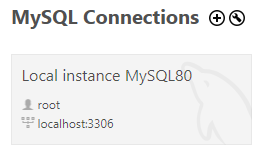 MySQL Connections
Local instance MySQL80
root
localhost:3306